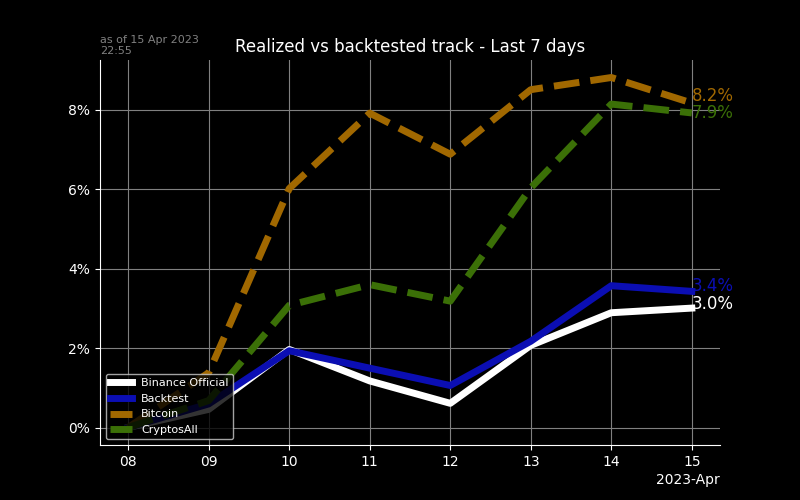 as of 15 Apr 2023
22:55
Realized vs backtested track - Last 7 days
8%
6%
4%
2%
0%
8.2%
7.9%
3.4%
3.0%
Binance Official
Backtest
Bitcoin
CryptosAll
08 09 10 11 12 13 14 15
2023-Apr